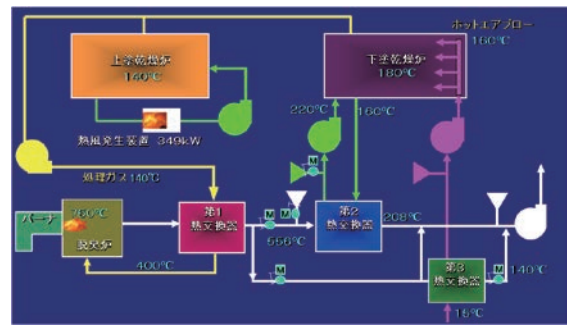 ホットエアブロー
160℃
上塗乾燥炉
140℃
下塗乾燥炉
180℃
220℃
160℃
熱風発生装置 349kW
処理ガス140℃
バーナ
760℃
脱臭炉
400℃
第1
熱交換器
M
M
M
556℃
第2
熱交換器
208℃
M
第3
熱交換器
M
140℃
15℃